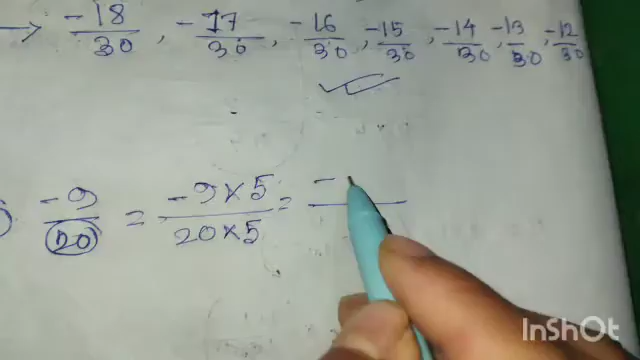 → -18/30, -17/30, -16/30, -15/30, -14/30, -13/30, -12/30
) -9/20 = -9×5/20×5 = -
InShOt